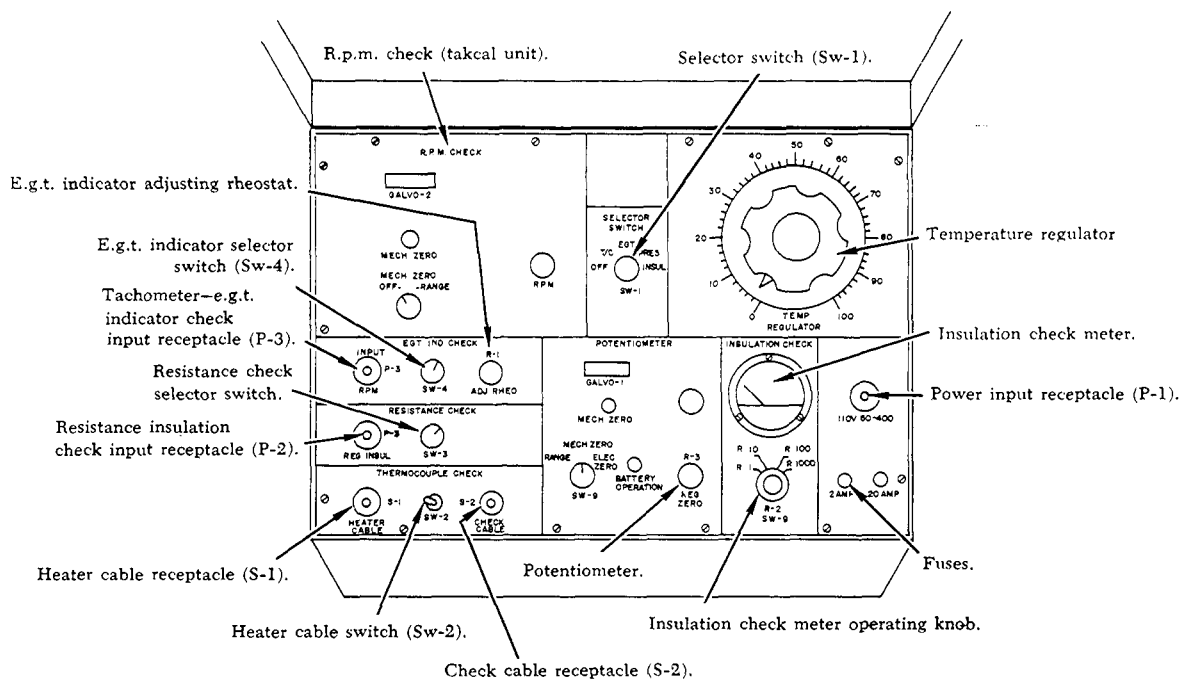 R.p.m. check (takcal unit).
Selector switch (Sw-1).
E.g.t. indicator adjusting rheostat.
E.g.t. indicator selector
switch (Sw-4).
Tachometer—e.g.t.
indicator check
input receptacle (P-3).
Resistance check
selector switch.
Resistance insulation
check input receptacle (P-2).
Heater cable receptacle (S-1).
Heater cable switch (Sw-2).
Check cable receptacle (S-2).
Potentiometer.
Insulation check meter operating knob.
Fuses.
Power input receptacle (P-1).
Insulation check meter.
Temperature regulator
R.P.M. CHECK
GALVO-2
MECH ZERO
MECH ZERO
OFF- -RANGE
RPM
SELECTOR
SWITCH
EGT
T/C PRES
OFF INSUL.
SW-1
0 10 20 30 40 50 60 70 80 90 100
TEMP
REGULATOR
EGT IND CHECK
INPUT
P-3
RPM
SW-4
R-1
ADJ RHEO
RESISTANCE CHECK
P-3
REG INSUL
SW-3
THERMOCOUPLE CHECK
S-1
HEATER
CABLE
SW-2
S-2
CHECK
CABLE
POTENTIOMETER
GALVO-1
MECH ZERO
MECH ZERO
RANGE
ELEC
ZERO
SW-9
BATTERY
OPERATION
R-3
NEG
ZERO
INSULATION CHECK
R 10 R 100
R 1 R 1000
R-2
SW-9
110V 60-400
2 AMP 20 AMP